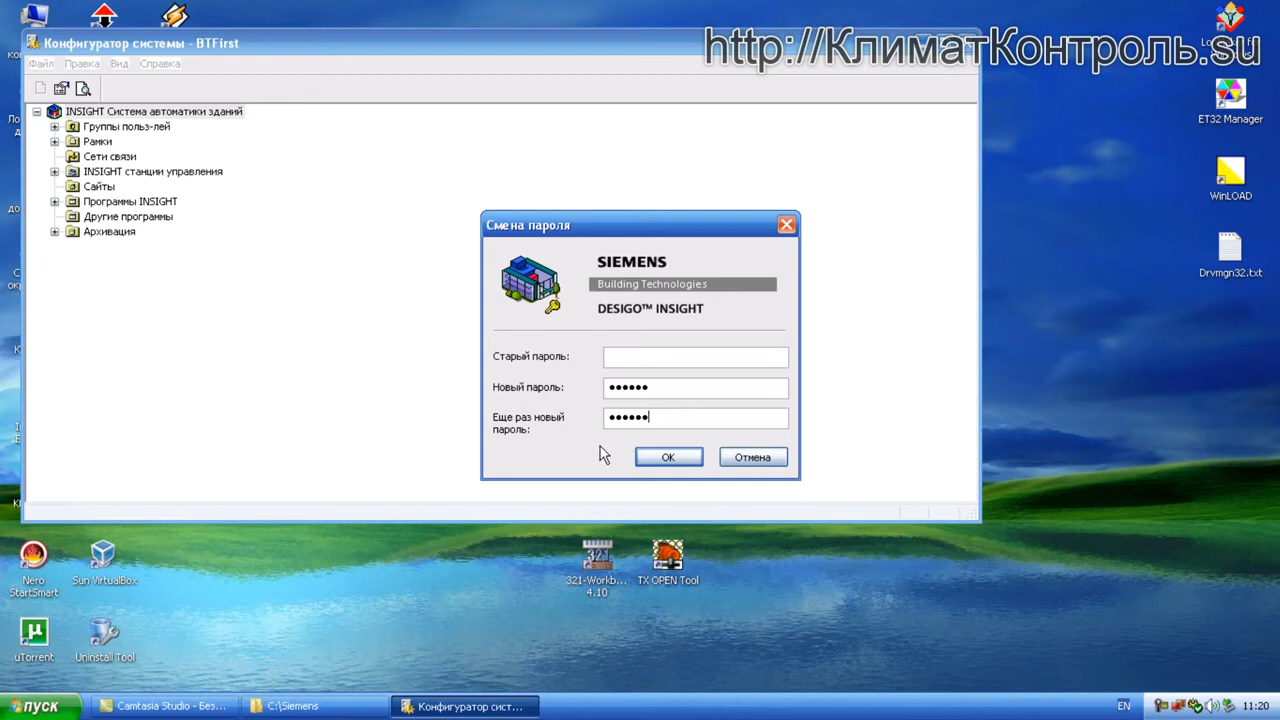 Конфигуратор системы - BTFirst
http://КлиматКонтроль.su
Файл Правка Вид Справка
INSIGHT Система автоматики зданий
Группы польз-лей
Рамки
Сети связи
INSIGHT станции управления
Сайты
Программы INSIGHT
Другие программы
Архивация
ET32 Manager
WinLOAD
Drvmgn32.txt
Смена пароля
SIEMENS
Building Technologies
DESIGO™ INSIGHT
Старый пароль:
Новый пароль: ●●●●●●
Еще раз новый ●●●●●●
пароль:
OK Отмена
Nero
StartSmart
Sun VirtualBox
321
321-Workb...
4.10
TX OPEN Tool
uTorrent
Uninstall Tool
пуск
Camtasia Studio - Без...
C:\Siemens
Конфигуратор сист...
EN
11:20